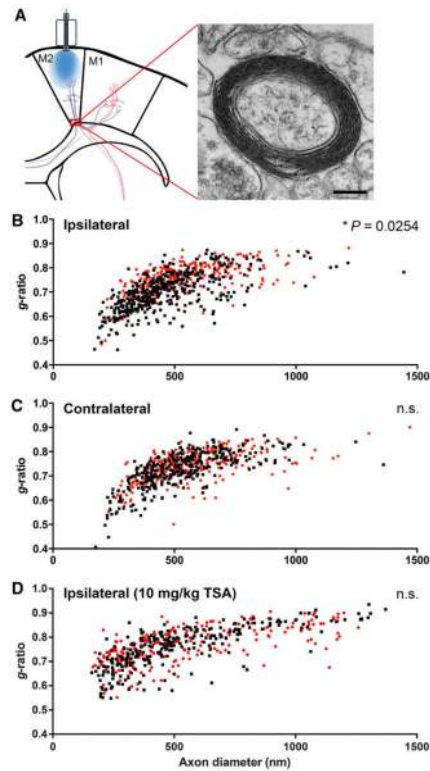 A
M2
M1
B
Ipsilateral
* P = 0.0254
g-ratio
1.0
0.9
0.8
0.7
0.6
0.5
0.4
0
500
1000
1500
C
Contralateral
n.s.
g-ratio
1.0
0.9
0.8
0.7
0.6
0.5
0.4
0
500
1000
1500
D
Ipsilateral (10 mg/kg TSA)
n.s.
g-ratio
1.0
0.9
0.8
0.7
0.6
0.5
0.4
0
500
1000
1500
Axon diameter (nm)